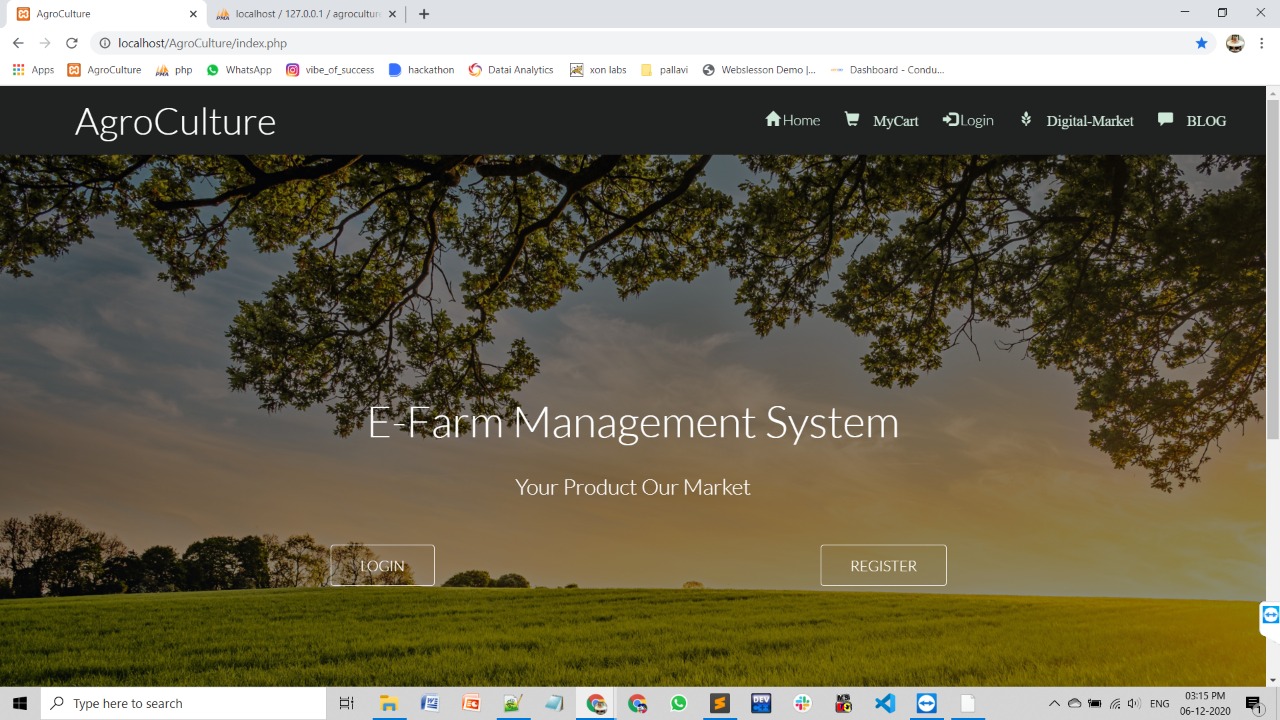 AgroCulture
localhost / 127.0.0.1 / agroculture
localhost/AgroCulture/index.php
Apps AgroCulture php WhatsApp vibe_of_success hackathon Datai Analytics xon labs pallavi Webslesson Demo |... Dashboard - Condu...
AgroCulture
Home MyCart Login Digital-Market BLOG
E-Farm Management System
Your Product Our Market
LOGIN REGISTER
Type here to search
ENG
03:15 PM
06-12-2020
1